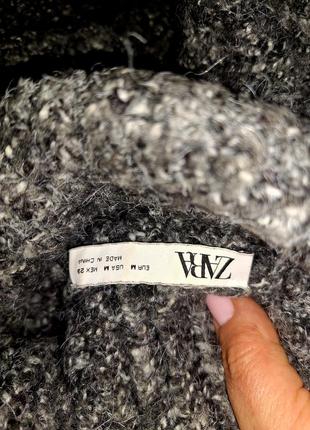 ZARA
EUR M USA M MEX 28
MADE IN CHINA